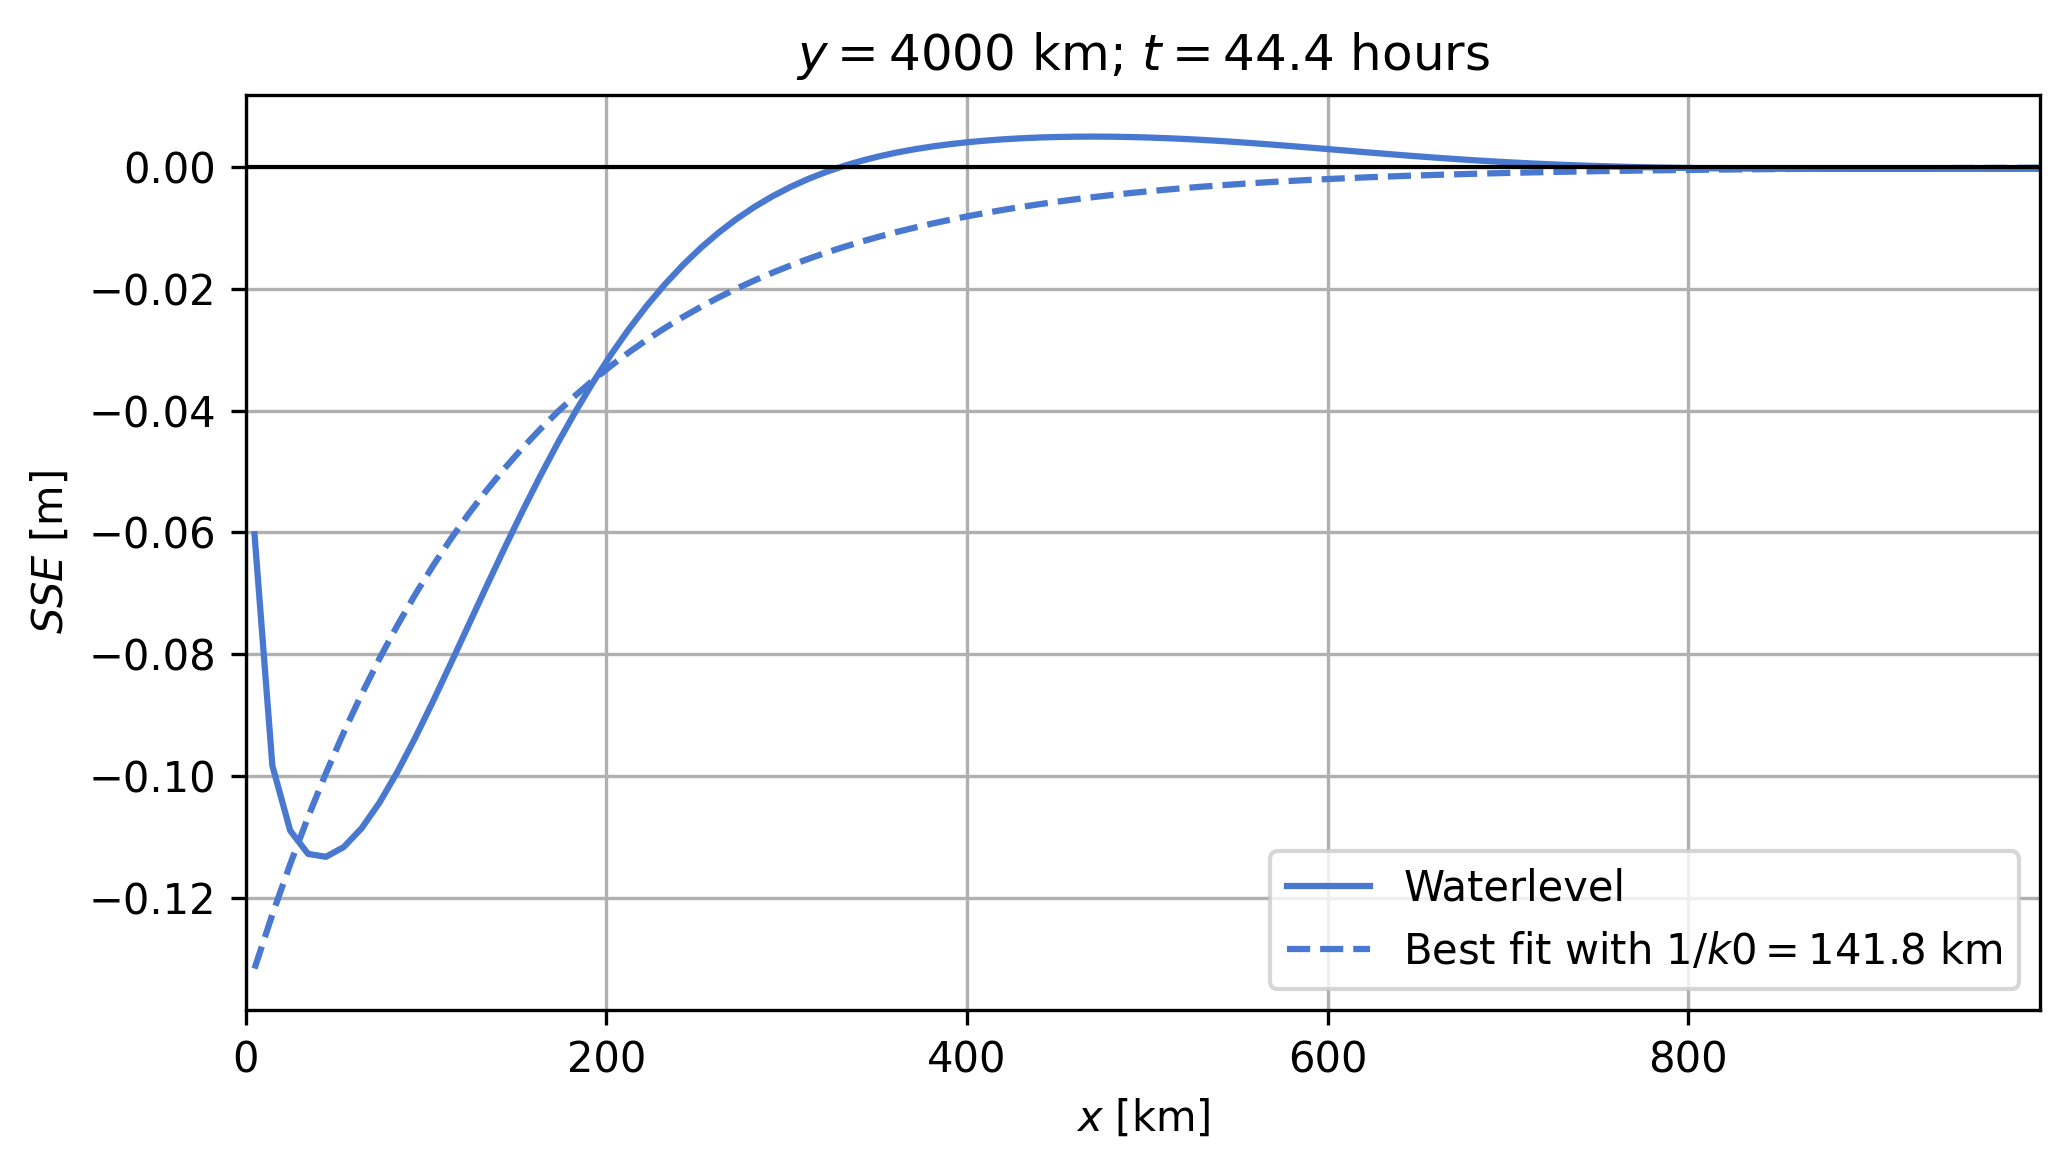 y = 4000 km; t = 44.4 hours
0.00
−0.02
−0.04
−0.06
−0.08
−0.10
−0.12
SSE [m]
Waterlevel
Best fit with 1/k0 = 141.8 km
0 200 400 600 800
x [km]